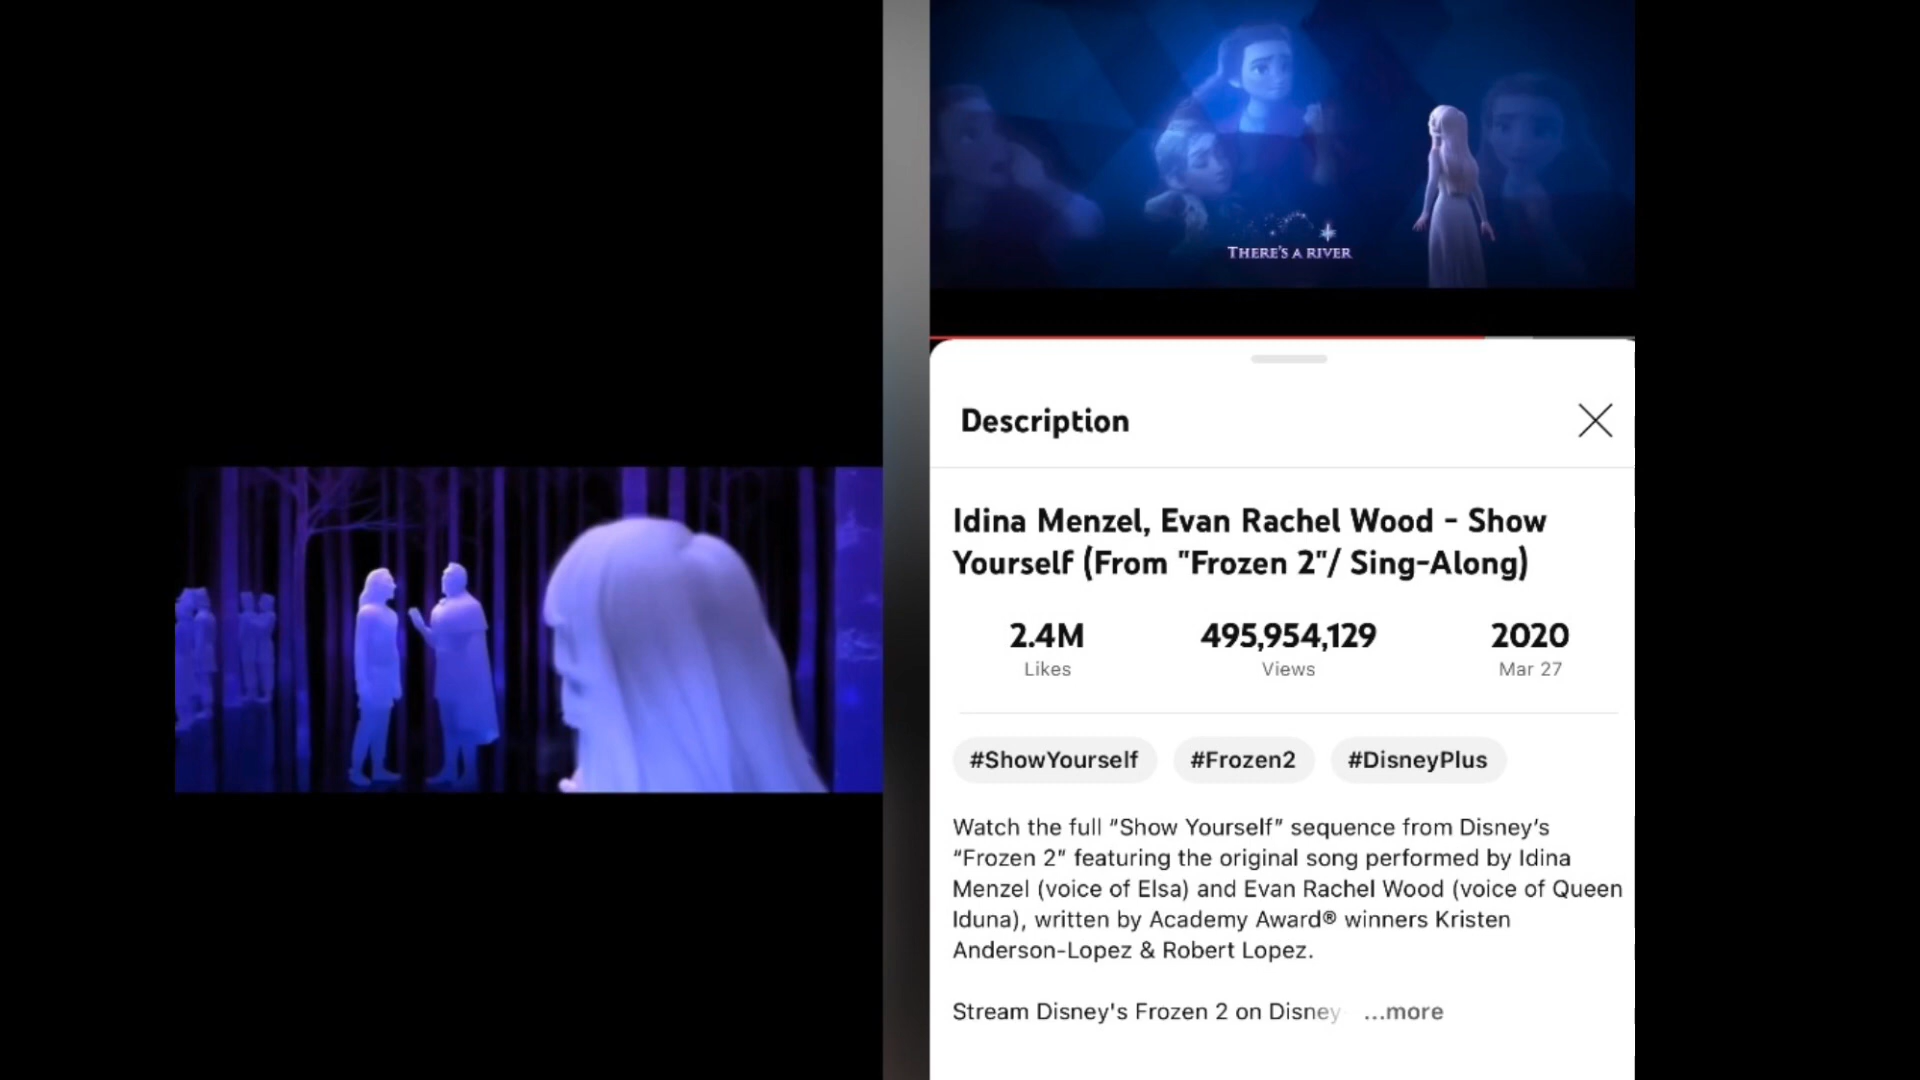 THERE'S A RIVER
Description
Idina Menzel, Evan Rachel Wood - Show
Yourself (From "Frozen 2"/ Sing-Along)
2.4M 495,954,129 2020
Likes Views Mar 27
#ShowYourself #Frozen2 #DisneyPlus
Watch the full “Show Yourself” sequence from Disney’s
“Frozen 2” featuring the original song performed by Idina
Menzel (voice of Elsa) and Evan Rachel Wood (voice of Queen
Iduna), written by Academy Award® winners Kristen
Anderson-Lopez & Robert Lopez.
Stream Disney's Frozen 2 on Disney ...more